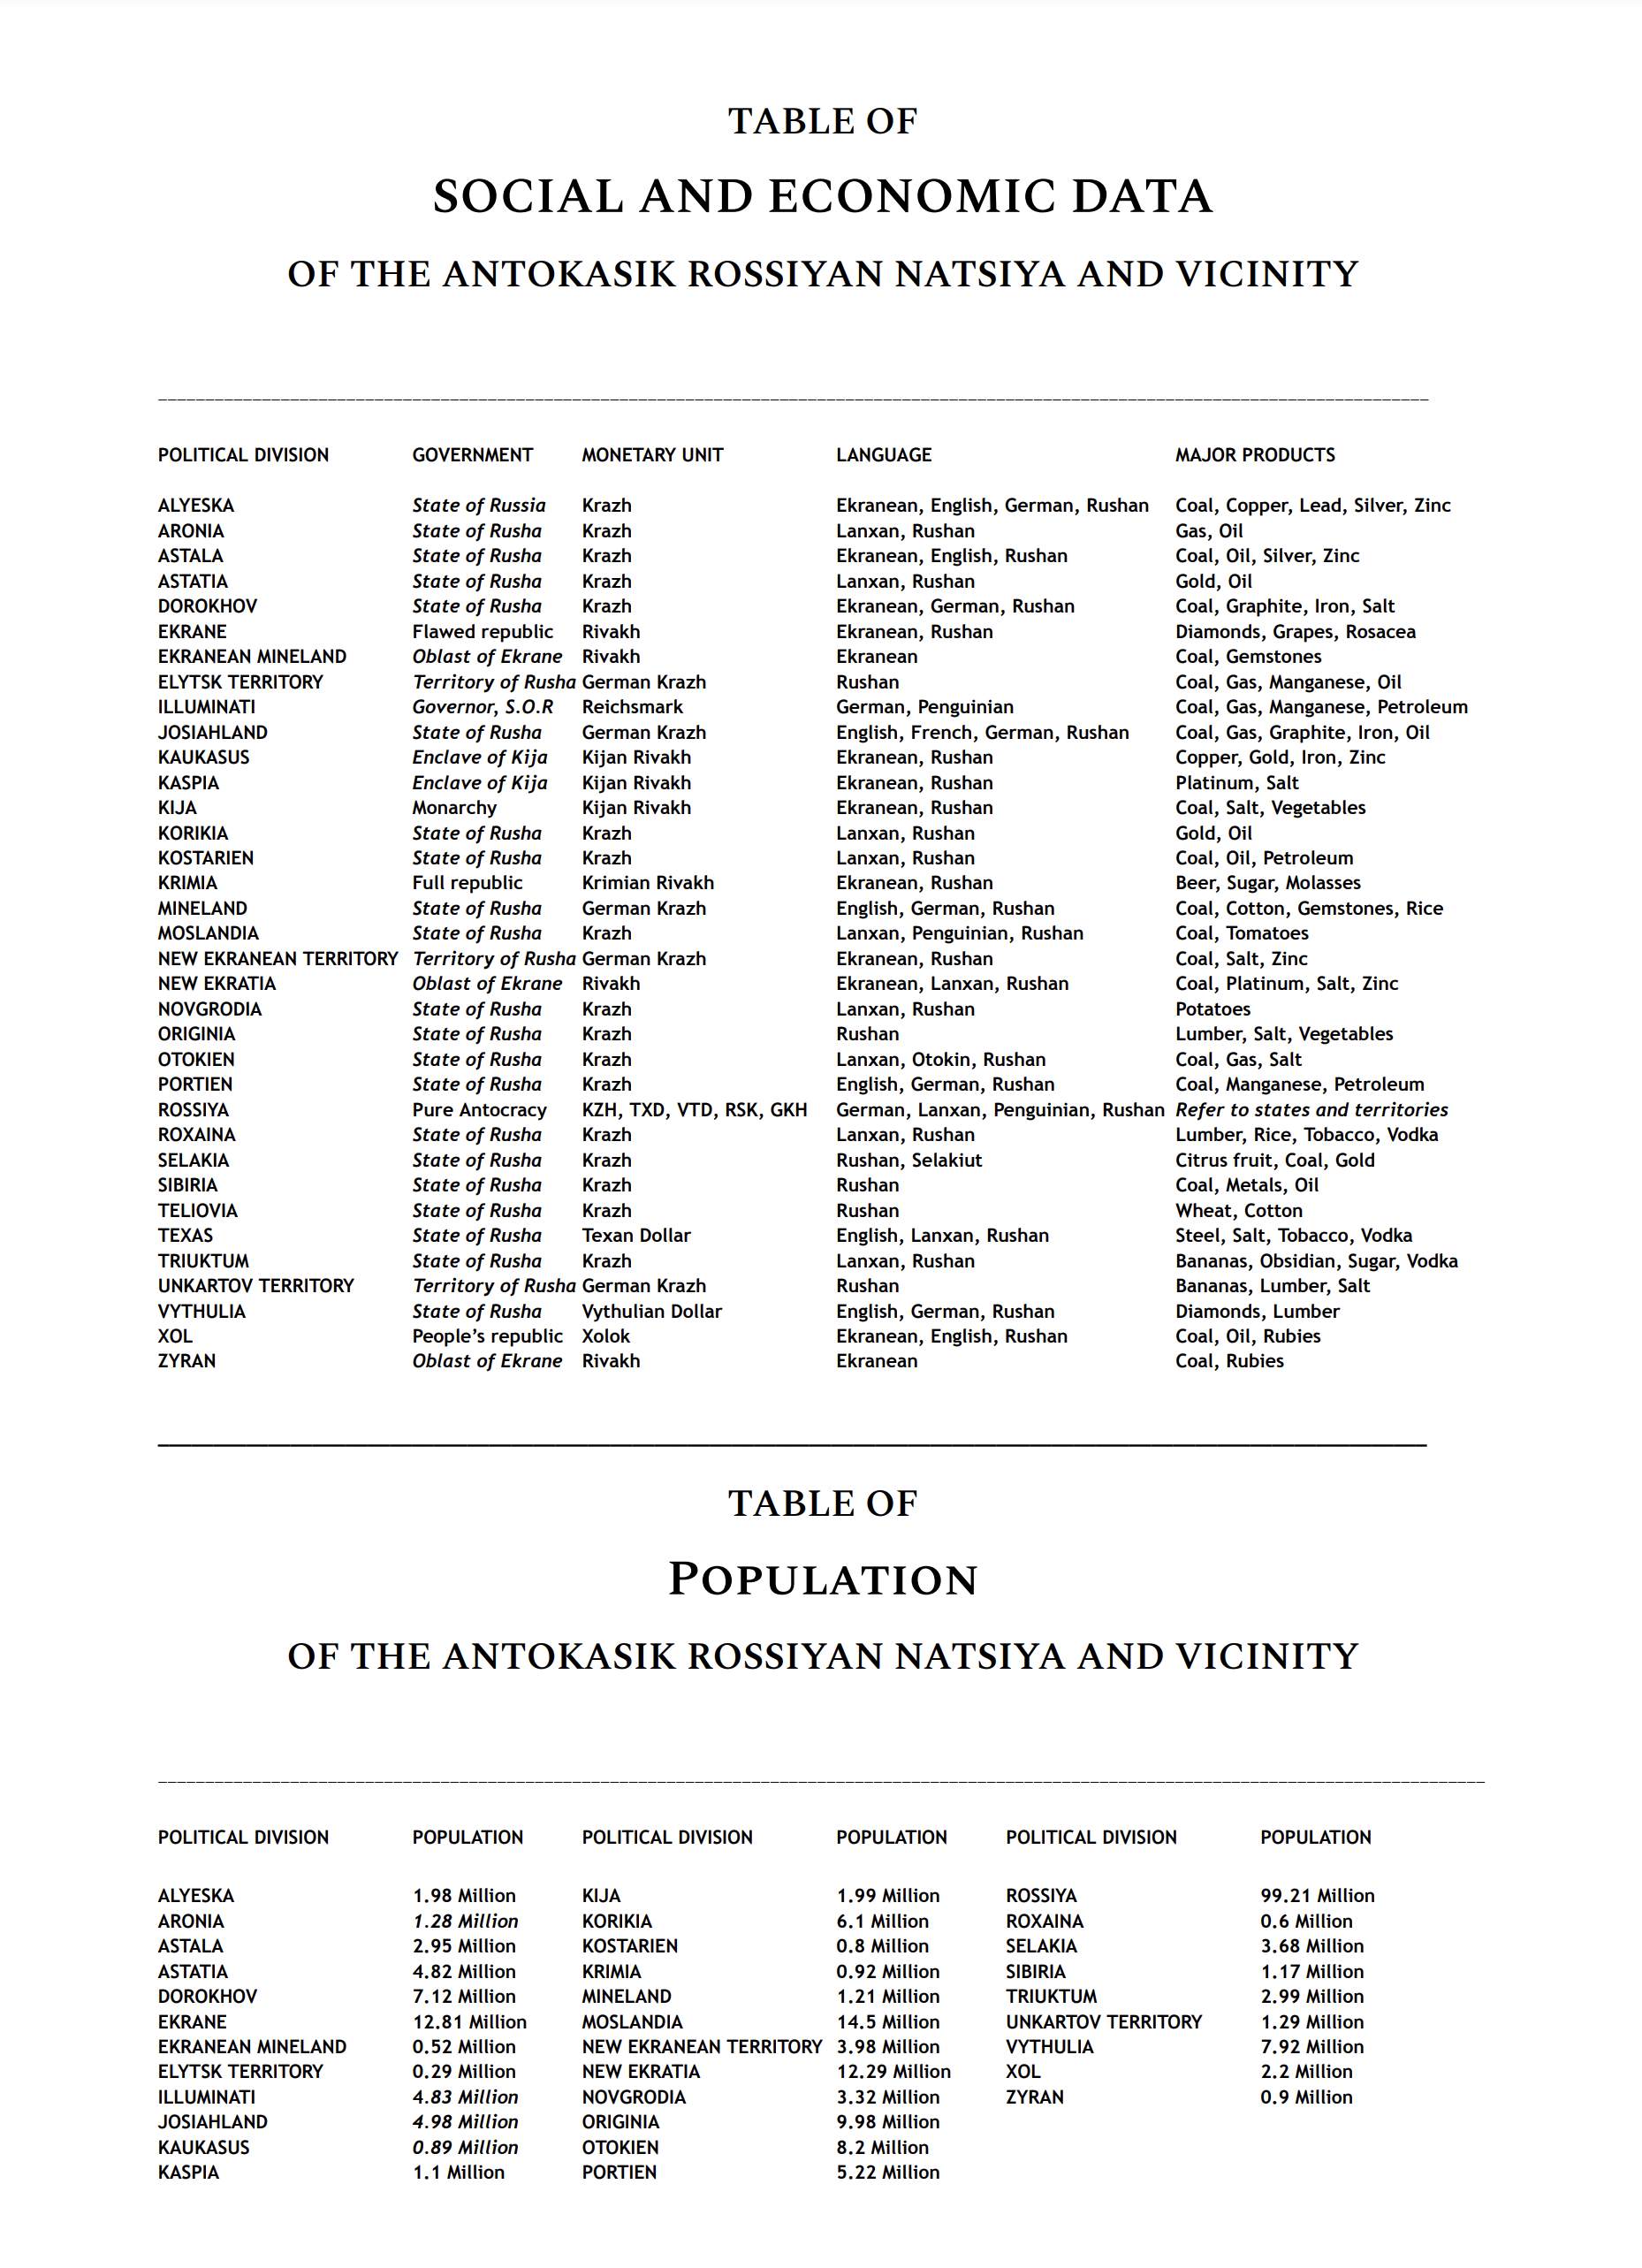 TABLE OF
SOCIAL AND ECONOMIC DATA
OF THE ANTOKASIK ROSSIYAN NATSIYA AND VICINITY
POLITICAL DIVISION GOVERNMENT MONETARY UNIT LANGUAGE MAJOR PRODUCTS
ALYESKA State of Russia Krazh Ekranean, English, German, Rushan Coal, Copper, Lead, Silver, Zinc
ARONIA State of Rusha Krazh Lanxan, Rushan Gas, Oil
ASTALA State of Rusha Krazh Ekranean, English, Rushan Coal, Oil, Silver, Zinc
ASTATIA State of Rusha Krazh Lanxan, Rushan Gold, Oil
DOROKHOV State of Rusha Krazh Ekranean, German, Rushan Coal, Graphite, Iron, Salt
EKRANE Flawed republic Rivakh Ekranean, Rushan Diamonds, Grapes, Rosacea
EKRANEAN MINELAND Oblast of Ekrane Rivakh Ekranean Coal, Gemstones
ELYTSK TERRITORY Territory of Rusha German Krazh Rushan Coal, Gas, Manganese, Oil
ILLUMINATI Governor, S.O.R Reichsmark German, Penguinian Coal, Gas, Manganese, Petroleum
JOSIAHLAND State of Rusha German Krazh English, French, German, Rushan Coal, Gas, Graphite, Iron, Oil
KAUKASUS Enclave of Kija Kijan Rivakh Ekranean, Rushan Copper, Gold, Iron, Zinc
KASPIA Enclave of Kija Kijan Rivakh Ekranean, Rushan Platinum, Salt
KIJA Monarchy Kijan Rivakh Ekranean, Rushan Coal, Salt, Vegetables
KORIKIA State of Rusha Krazh Lanxan, Rushan Gold, Oil
KOSTARIEN State of Rusha Krazh Lanxan, Rushan Coal, Oil, Petroleum
KRIMIA Full republic Krimian Rivakh Ekranean, Rushan Beer, Sugar, Molasses
MINELAND State of Rusha German Krazh English, German, Rushan Coal, Cotton, Gemstones, Rice
MOSLANDIA State of Rusha Krazh Lanxan, Penguinian, Rushan Coal, Tomatoes
NEW EKRANEAN TERRITORY Territory of Rusha German Krazh Ekranean, Rushan Coal, Salt, Zinc
NEW EKRATIA Oblast of Ekrane Rivakh Ekranean, Lanxan, Rushan Coal, Platinum, Salt, Zinc
NOVGRODIA State of Rusha Krazh Lanxan, Rushan Potatoes
ORIGINIA State of Rusha Krazh Rushan Lumber, Salt, Vegetables
OTOKIEN State of Rusha Krazh Lanxan, Otokin, Rushan Coal, Gas, Salt
PORTIEN State of Rusha Krazh English, German, Rushan Coal, Manganese, Petroleum
ROSSIYA Pure Antocracy KZH, TXD, VTD, RSK, GKH German, Lanxan, Penguinian, Rushan Refer to states and territories
ROXAINA State of Rusha Krazh Lanxan, Rushan Lumber, Rice, Tobacco, Vodka
SELAKIA State of Rusha Krazh Rushan, Selakiut Citrus fruit, Coal, Gold
SIBIRIA State of Rusha Krazh Rushan Coal, Metals, Oil
TELIOVIA State of Rusha Krazh Rushan Wheat, Cotton
TEXAS State of Rusha Texan Dollar English, Lanxan, Rushan Steel, Salt, Tobacco, Vodka
TRIUKTUM State of Rusha Krazh Lanxan, Rushan Bananas, Obsidian, Sugar, Vodka
UNKARTOV TERRITORY Territory of Rusha German Krazh Rushan Bananas, Lumber, Salt
VYTHULIA State of Rusha Vythulian Dollar English, German, Rushan Diamonds, Lumber
XOL People’s republic Xolok Ekranean, English, Rushan Coal, Oil, Rubies
ZYRAN Oblast of Ekrane Rivakh Ekranean Coal, Rubies
TABLE OF
POPULATION
OF THE ANTOKASIK ROSSIYAN NATSIYA AND VICINITY
POLITICAL DIVISION POPULATION POLITICAL DIVISION POPULATION POLITICAL DIVISION POPULATION
ALYESKA 1.98 Million KIJA 1.99 Million ROSSIYA 99.21 Million
ARONIA 1.28 Million KORIKIA 6.1 Million ROXAINA 0.6 Million
ASTALA 2.95 Million KOSTARIEN 0.8 Million SELAKIA 3.68 Million
ASTATIA 4.82 Million KRIMIA 0.92 Million SIBIRIA 1.17 Million
DOROKHOV 7.12 Million MINELAND 1.21 Million TRIUKTUM 2.99 Million
EKRANE 12.81 Million MOSLANDIA 14.5 Million UNKARTOV TERRITORY 1.29 Million
EKRANEAN MINELAND 0.52 Million NEW EKRANEAN TERRITORY 3.98 Million VYTHULIA 7.92 Million
ELYTSK TERRITORY 0.29 Million NEW EKRATIA 12.29 Million XOL 2.2 Million
ILLUMINATI 4.83 Million NOVGRODIA 3.32 Million ZYRAN 0.9 Million
JOSIAHLAND 4.98 Million ORIGINIA 9.98 Million
KAUKASUS 0.89 Million OTOKIEN 8.2 Million
KASPIA 1.1 Million PORTIEN 5.22 Million